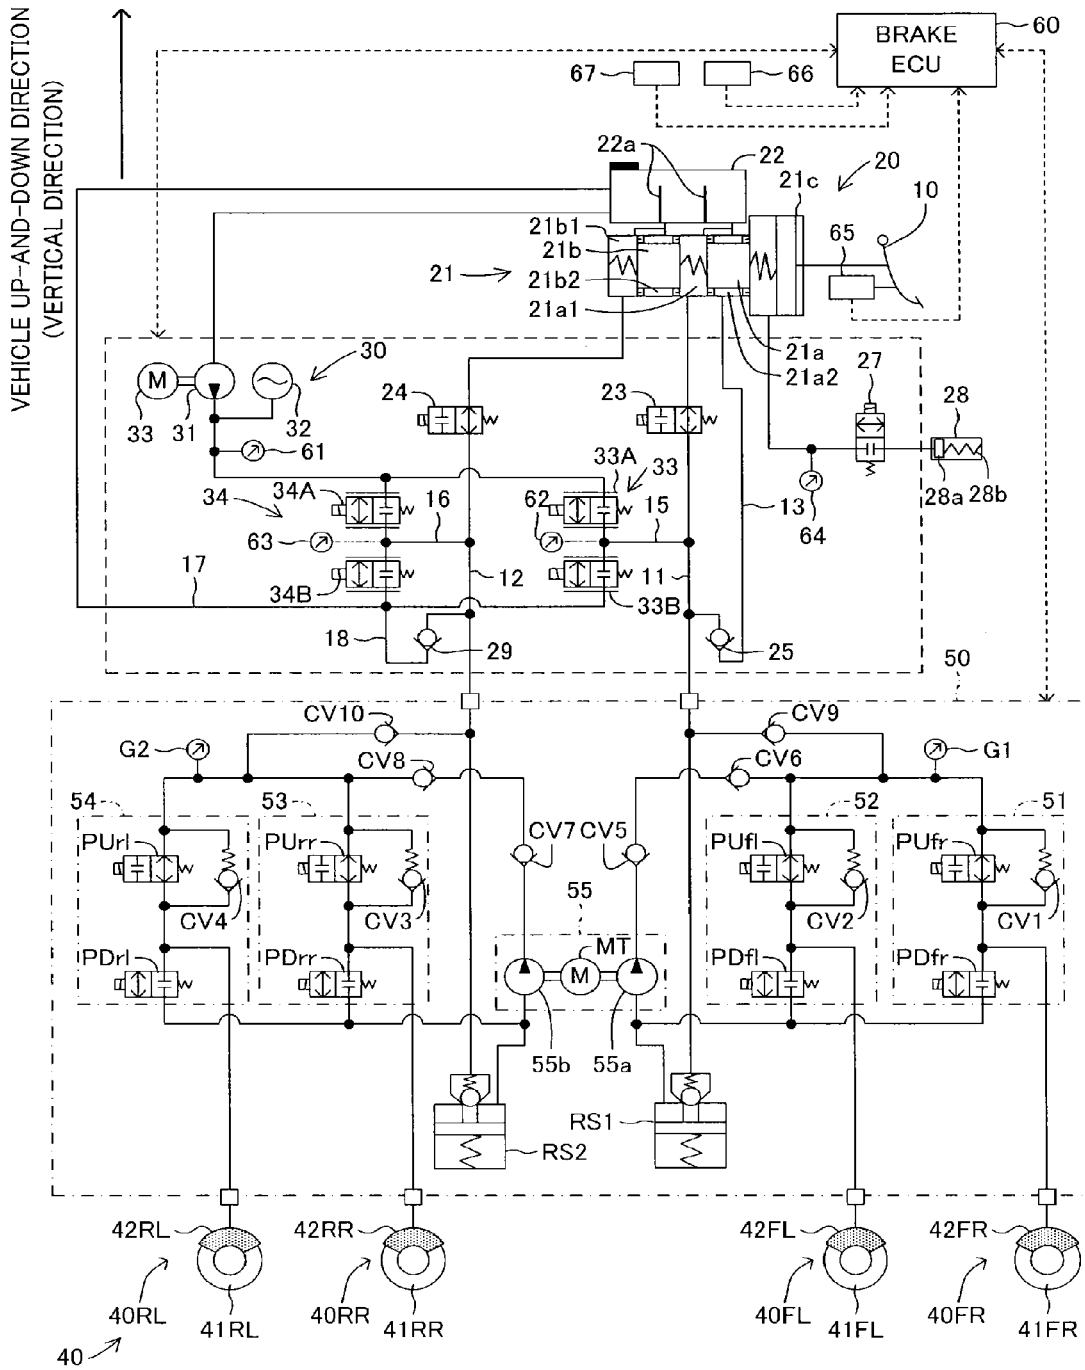 VEHICLE UP-AND-DOWN DIRECTION
(VERTICAL DIRECTION)
BRAKE
ECU
60
67
66
22a
22
20
21c
10
21b1
21b
65
21
21b2
21a1
21a
21a2
27
30
M
33
31
32
24
23
28
61
33A
33
28a
28b
34
34A
16
62
15
13
64
63
17
34B
12
11
33B
18
29
25
50
CV10
CV9
G2
CV8
CV6
G1
54
53
52
51
PUrl
PUrr
CV7
CV5
PUfl
PUfr
CV4
CV3
55
CV2
CV1
MT
M
PDrl
PDrr
PDfl
PDfr
55b
55a
RS1
RS2
42RL
42RR
42FL
42FR
40RL
40RR
40FL
40FR
41RL
41RR
41FL
41FR
40